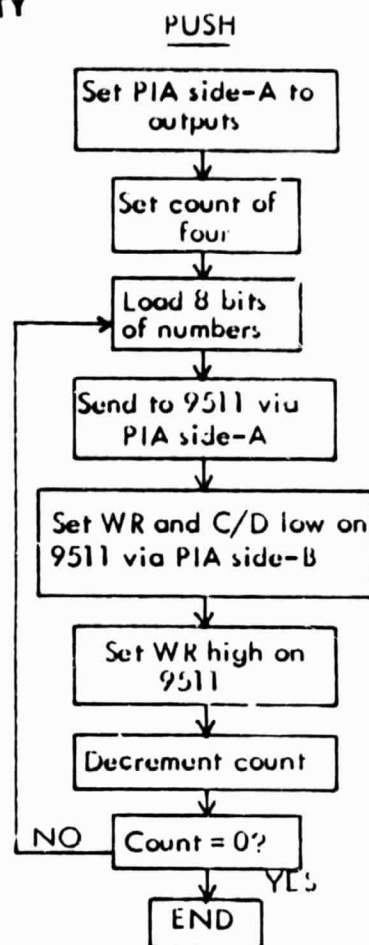 PUSH
Set PIA side-A to
outputs
Set count of
four
Load 8 bits
of numbers
Send to 9511 via
PIA side-A
Set WR and C/D low on
9511 via PIA side-B
Set WR high on
9511
Decrement count
Count = 0?
NO
YES
END